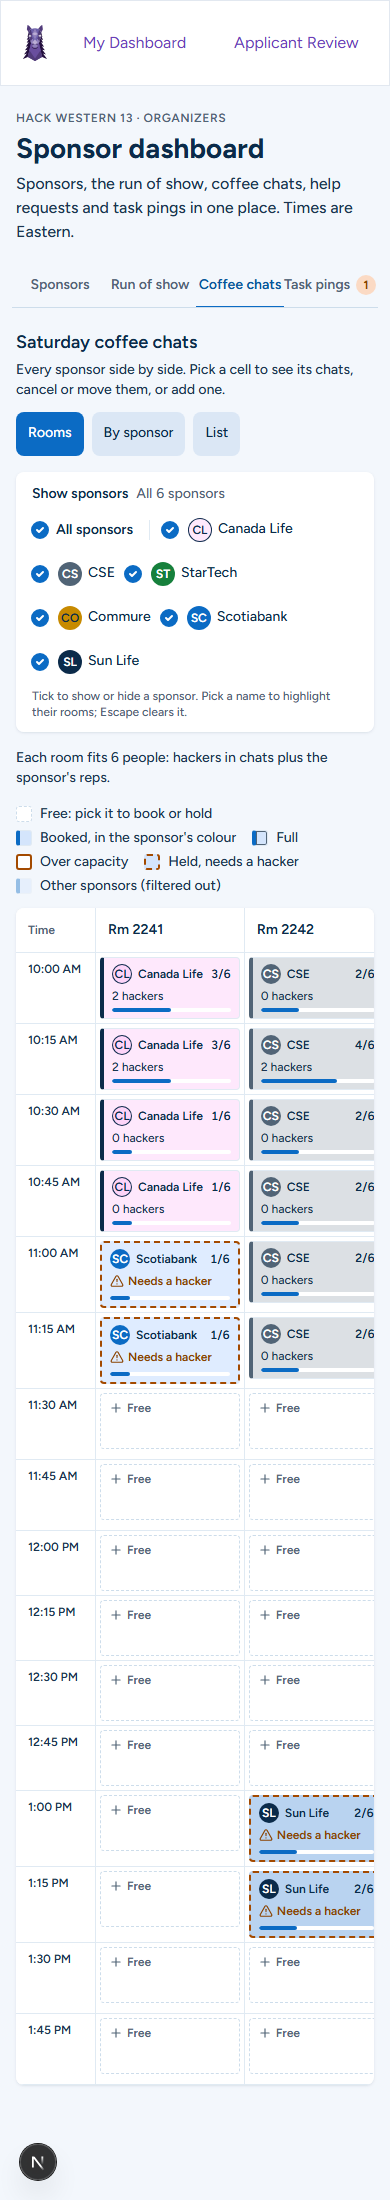 My Dashboard Applicant Review
HACK WESTERN 13 · ORGANIZERS
Sponsor dashboard
Sponsors, the run of show, coffee chats, help
requests and task pings in one place. Times are
Eastern.
Sponsors Run of show Coffee chats Task pings 1
Saturday coffee chats
Every sponsor side by side. Pick a cell to see its chats,
cancel or move them, or add one.
Rooms By sponsor List
Show sponsors All 6 sponsors
All sponsors CL Canada Life
CS CSE ST StarTech
CO Commure SC Scotiabank
SL Sun Life
Tick to show or hide a sponsor. Pick a name to highlight
their rooms; Escape clears it.
Each room fits 6 people: hackers in chats plus the
sponsor's reps.
Free: pick it to book or hold
Booked, in the sponsor's colour Full
Over capacity Held, needs a hacker
Other sponsors (filtered out)
Time Rm 2241 Rm 2242
10:00 AM CL Canada Life 3/6 CS CSE 2/6
2 hackers 0 hackers
10:15 AM CL Canada Life 3/6 CS CSE 4/6
2 hackers 2 hackers
10:30 AM CL Canada Life 1/6 CS CSE 2/6
0 hackers 0 hackers
10:45 AM CL Canada Life 1/6 CS CSE 2/6
0 hackers 0 hackers
11:00 AM SC Scotiabank 1/6 CS CSE 2/6
Needs a hacker 0 hackers
11:15 AM SC Scotiabank 1/6 CS CSE 2/6
Needs a hacker 0 hackers
11:30 AM + Free + Free
11:45 AM + Free + Free
12:00 PM + Free + Free
12:15 PM + Free + Free
12:30 PM + Free + Free
12:45 PM + Free + Free
1:00 PM + Free SL Sun Life 2/6
Needs a hacker
1:15 PM + Free SL Sun Life 2/6
Needs a hacker
1:30 PM + Free + Free
1:45 PM + Free + Free
N